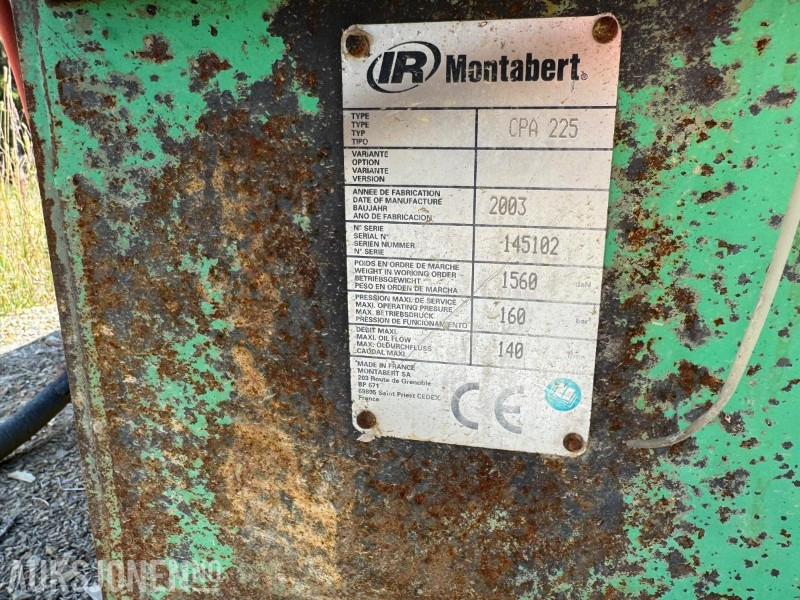 IR Montabert®
TYPE
TYPE
TYP
TIPO
CPA 225
VARIANTE
OPTION
VARIANTE
VERSION
ANNEE DE FABRICATION
DATE OF MANUFACTURE
BAUJAHR
ANO DE FABRICACION
2003
N° SERIE
SERIAL N°
SERIEN NUMMER
N° SERIE
145102
POIDS EN ORDRE DE MARCHE
WEIGHT IN WORKING ORDER
BETRIEBSGEWICHT
PESO EN ORDEN DE MARCHA
1560 daN
PRESSION MAXI. DE SERVICE
MAXI. OPERATING PRESURE
MAX. BETRIEBSDRUCK
PRESSION DE FUNCIONAMIENTO
160 bar
DEBIT MAXI.
MAXI. OIL FLOW
MAX. ÖLDURCHFLUSS
CAUDAL MAXI.
140
MADE IN FRANCE
MONTABERT SA
203 Route de Grenoble
BP 671
69805 Saint Priest CEDEX
France
CE
AUKSJONEN.NO